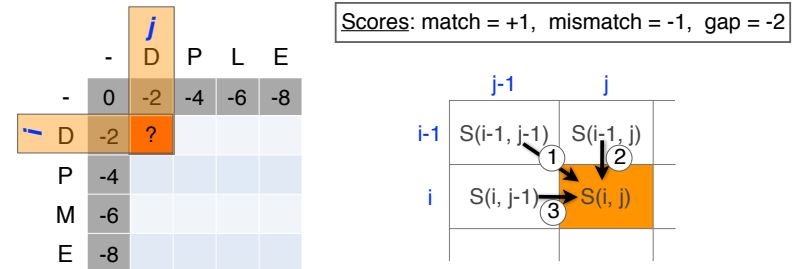 j
- D P L E
- 0 -2 -4 -6 -8
i D -2 ?
P -4
M -6
E -8
Scores: match = +1, mismatch = -1, gap = -2
j-1 j
i-1 S(i-1, j-1) S(i-1, j)
1 2
i S(i, j-1) S(i, j)
3